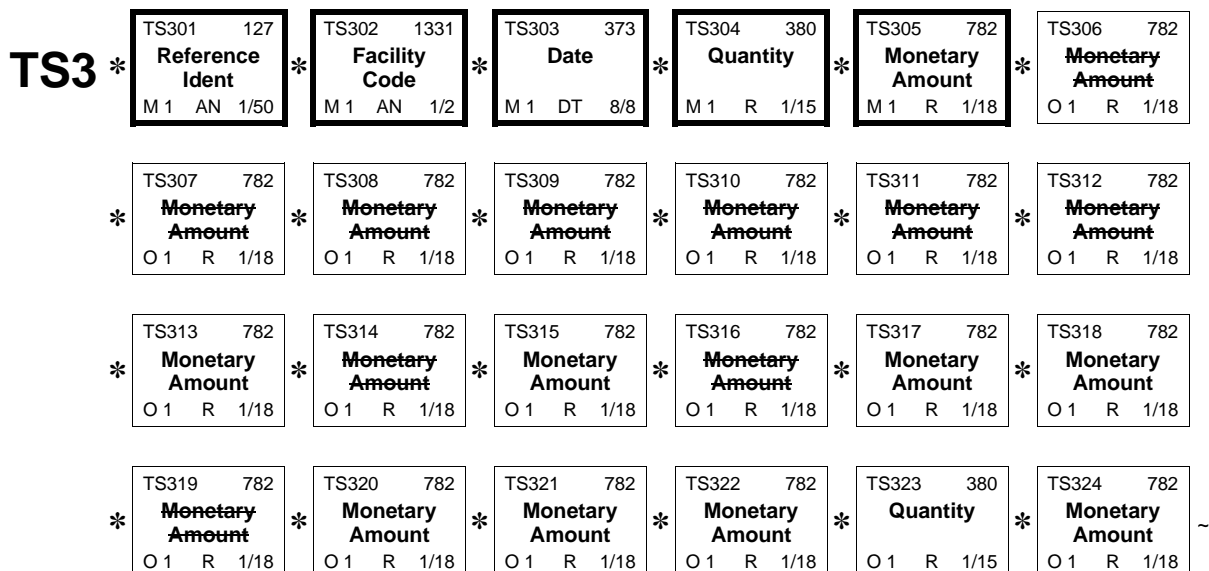 TS3 * TS301 127 * TS302 1331 * TS303 373 * TS304 380 * TS305 782 * TS306 782
Reference Facility Date Quantity Monetary Monetary
Ident Code Amount Amount
M 1 AN 1/50 M 1 AN 1/2 M 1 DT 8/8 M 1 R 1/15 M 1 R 1/18 O 1 R 1/18
* TS307 782 * TS308 782 * TS309 782 * TS310 782 * TS311 782 * TS312 782
Monetary Monetary Monetary Monetary Monetary Monetary
Amount Amount Amount Amount Amount Amount
O 1 R 1/18 O 1 R 1/18 O 1 R 1/18 O 1 R 1/18 O 1 R 1/18 O 1 R 1/18
* TS313 782 * TS314 782 * TS315 782 * TS316 782 * TS317 782 * TS318 782
Monetary Monetary Monetary Monetary Monetary Monetary
Amount Amount Amount Amount Amount Amount
O 1 R 1/18 O 1 R 1/18 O 1 R 1/18 O 1 R 1/18 O 1 R 1/18 O 1 R 1/18
* TS319 782 * TS320 782 * TS321 782 * TS322 782 * TS323 380 * TS324 782 ~
Monetary Monetary Monetary Monetary Quantity Monetary
Amount Amount Amount Amount Amount
O 1 R 1/18 O 1 R 1/18 O 1 R 1/18 O 1 R 1/18 O 1 R 1/15 O 1 R 1/18